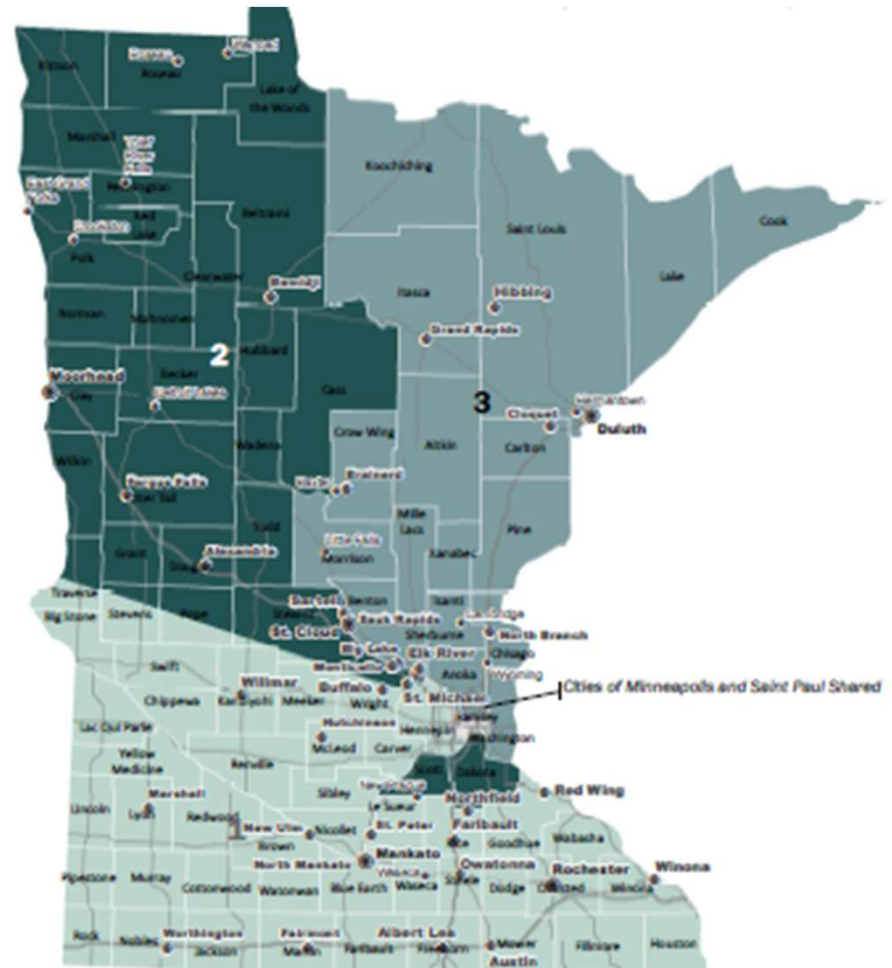 Warroad
Roseau
Kittson
Roseau
Lake of
the Woods
Marshall
Thief
River
Falls
Koochiching
East Grand
Forks
Pennington
Red
Lake
Beltrami
Saint Louis
Cook
Crookston
Polk
Clearwater
Lake
Bemidji
Itasca
Hibbing
Norman
Mahnomen
Grand Rapids
2
Hubbard
Moorhead
Becker
Clay
Detroit Lakes
Cass
3
Hermantown
Cloquet
Duluth
Crow Wing
Wadena
Aitkin
Carlton
Wilkin
Fergus Falls
Otter Tail
Brainerd
Mille
Lacs
Todd
Pine
Little Falls
Morrison
Grant
Alexandria
Douglas
Kanabec
Traverse
Big Stone
Stevens
Pope
Sartell
Benton
Isanti
Stearns
Sauk Rapids
Cambridge
St. Cloud
Sherburne
North Branch
Big Lake
Elk River
Chisago
Swift
Monticello
Anoka
Wyoming
Willmar
Buffalo
St. Michael
Cities of Minneapolis and Saint Paul Shared
Chippewa
Kandiyohi
Meeker
Wright
Lac Qui Parle
Hutchinson
Hennepin
Ramsey
Washington
McLeod
Carver
Yellow
Medicine
Renville
Scott
Dakota
Sibley
Marshall
Le Sueur
Northfield
Red Wing
Lincoln
Lyon
Redwood
1
New Ulm
Nicollet
St. Peter
Faribault
Rice
Goodhue
Wabasha
Brown
North Mankato
Mankato
Waseca
Owatonna
Steele
Rochester
Winona
Pipestone
Murray
Cottonwood
Watonwan
Blue Earth
Waseca
Dodge
Olmsted
Winona
Rock
Nobles
Worthington
Jackson
Fairmont
Martin
Faribault
Albert Lea
Freeborn
Mower
Austin
Fillmore
Houston